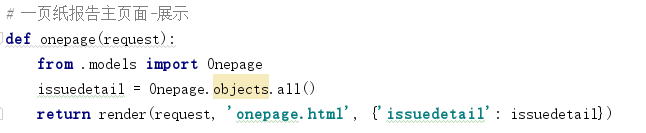 # 一页纸报告主页面-展示
def onepage(request):
    from .models import Onepage
    issuedetail = Onepage.objects.all()
    return render(request, 'onepage.html', {'issuedetail': issuedetail})